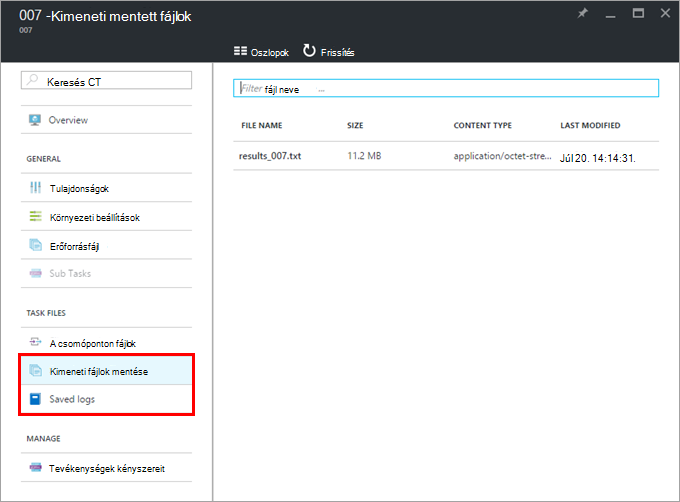 007 -Kimeneti mentett fájlok
007
Oszlopok Frissítés
Keresés CT
Overview
GENERAL
Tulajdonságok
Környezeti beállítások
Erőforrásfájl
Sub Tasks
TASK FILES
A csomóponton fájlok
Kimeneti fájlok mentése
Saved logs
MANAGE
Tevékenységek kényszereit
Filter fájl neve ...
FILE NAME SIZE CONTENT TYPE LAST MODIFIED
results_007.txt 11.2 MB application/octet-stre... Júl 20. 14:14:31.